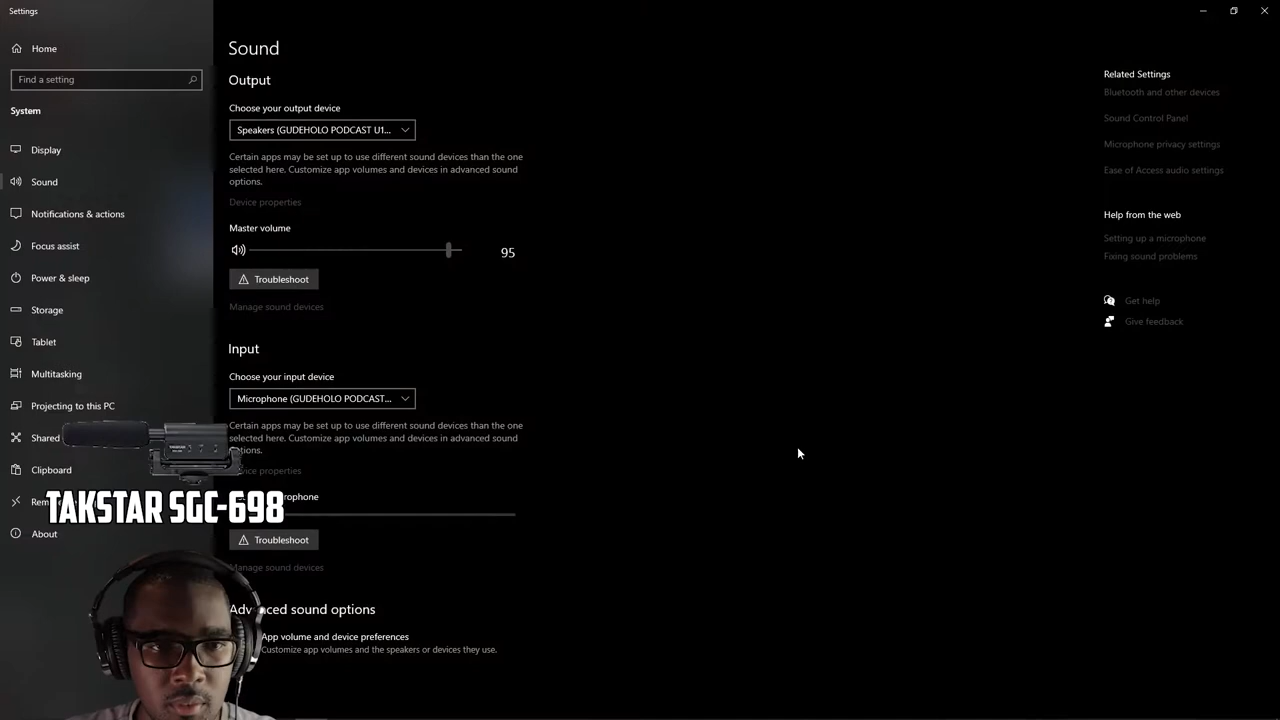 Settings
Home
Find a setting
System
Display
Sound
Notifications & actions
Focus assist
Power & sleep
Storage
Tablet
Multitasking
Projecting to this PC
Shared
Clipboard
About
TAKSTAR SGC-698
Sound
Output
Choose your output device
Speakers (GUDEHOLO PODCAST U1...
Certain apps may be set up to use different sound devices than the one
selected here. Customize app volumes and devices in advanced sound
options.
Device properties
Master volume
95
Troubleshoot
Manage sound devices
Input
Choose your input device
Microphone (GUDEHOLO PODCAST...
Certain apps may be set up to use different sound devices than the one
selected here. Customize app volumes and devices in advanced sound
options.
Device properties
Troubleshoot
Manage sound devices
Advanced sound options
App volume and device preferences
Customize app volumes and the speakers or devices they use.
Related Settings
Bluetooth and other devices
Sound Control Panel
Microphone privacy settings
Ease of Access audio settings
Help from the web
Setting up a microphone
Fixing sound problems
Get help
Give feedback